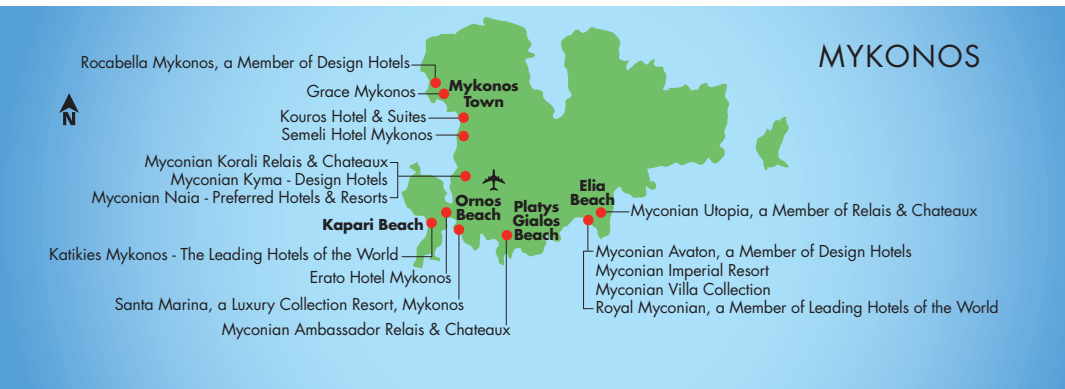 MYKONOS
Rocabella Mykonos, a Member of Design Hotels
Grace Mykonos
Mykonos
Town
Kouros Hotel & Suites
Semeli Hotel Mykonos
N
Myconian Korali Relais & Chateaux
Myconian Kyma - Design Hotels
Myconian Naia - Preferred Hotels & Resorts
Ornos
Beach
Platys
Gialos
Beach
Elia
Beach
Kapari Beach
Myconian Utopia, a Member of Relais & Chateaux
Katikies Mykonos - The Leading Hotels of the World
Erato Hotel Mykonos
Santa Marina, a Luxury Collection Resort, Mykonos
Myconian Ambassador Relais & Chateaux
Myconian Avaton, a Member of Design Hotels
Myconian Imperial Resort
Myconian Villa Collection
Royal Myconian, a Member of Leading Hotels of the World